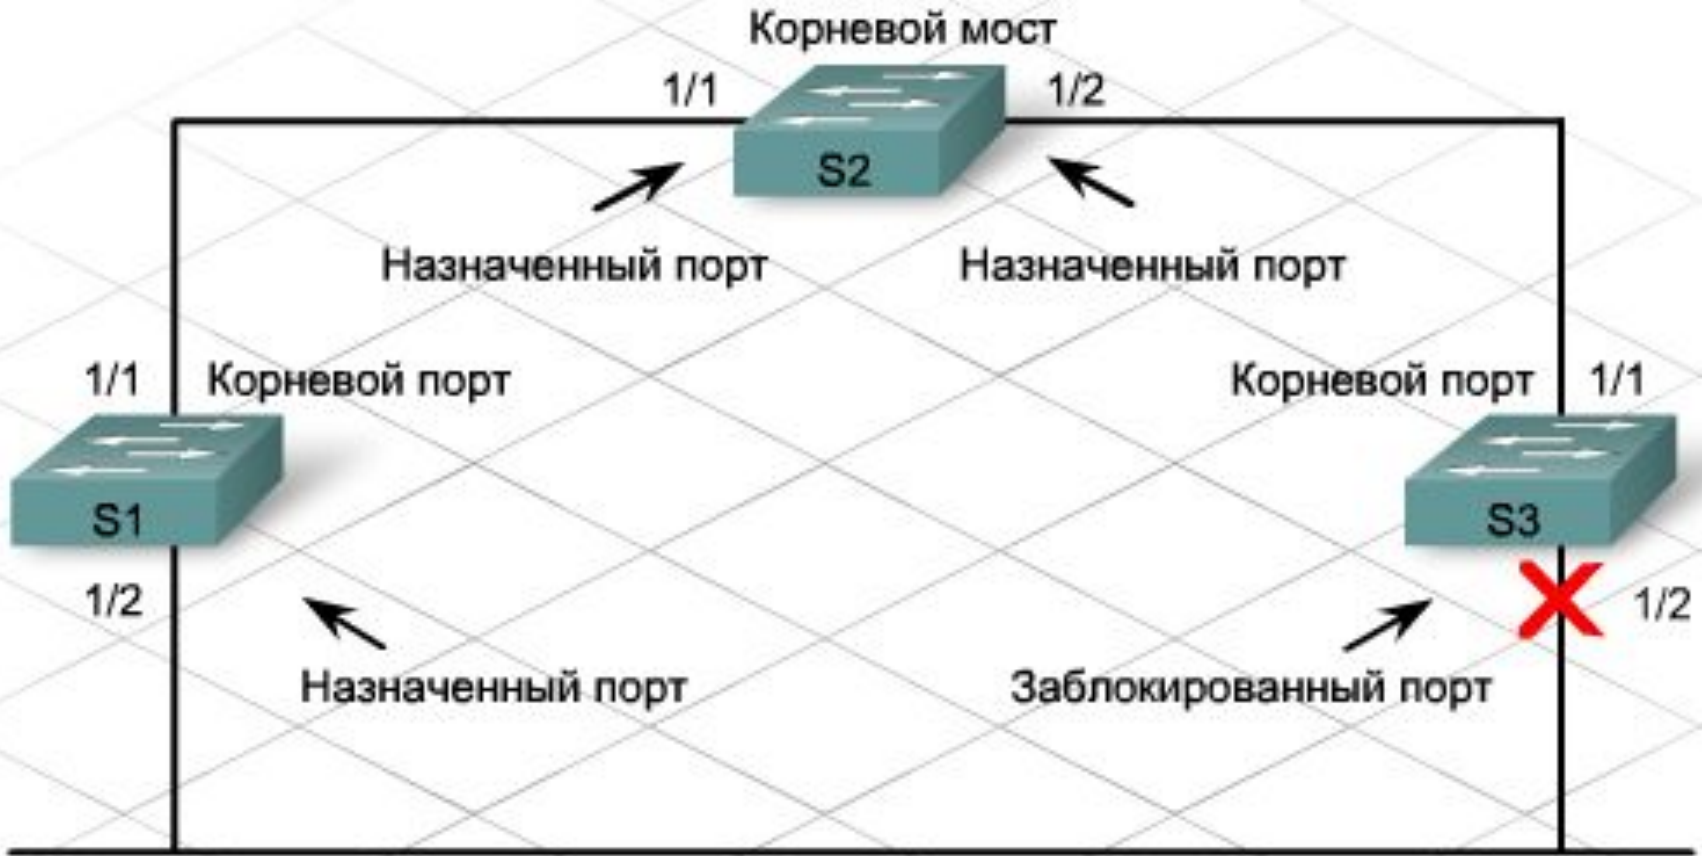 Корневой мост
1/1
1/2
S2
Назначенный порт
Назначенный порт
1/1
Корневой порт
Корневой порт
1/1
S1
S3
1/2
1/2
Назначенный порт
Заблокированный порт